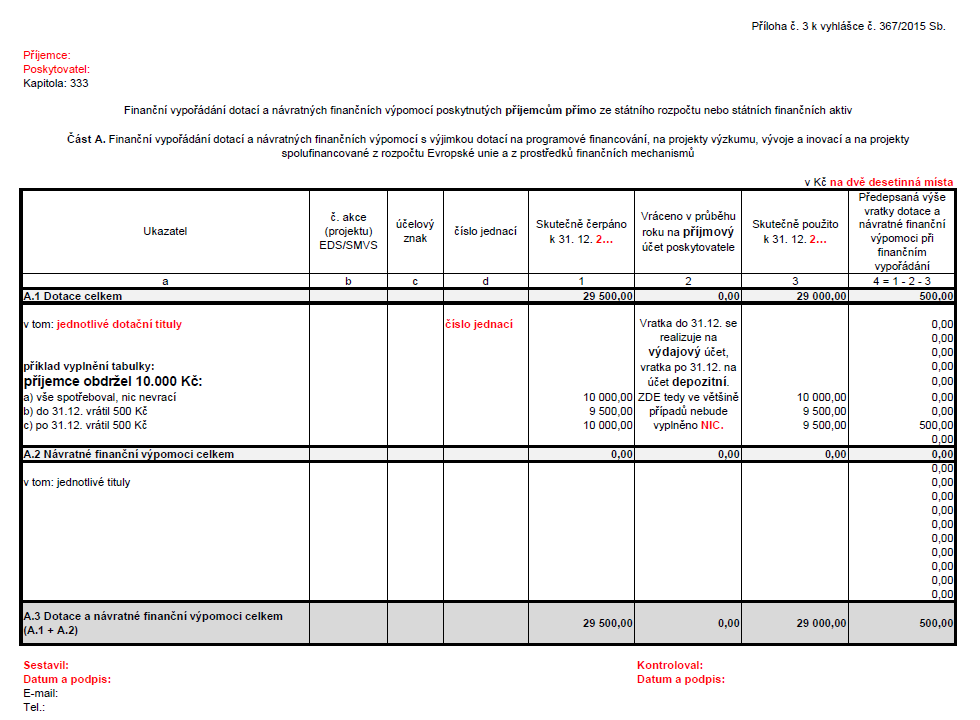 Příloha č. 3 k vyhlášce č. 367/2015 Sb.
Příjemce:
Poskytovatel:
Kapitola: 333
Finanční vypořádání dotací a návratných finančních výpomocí poskytnutých příjemcům přímo ze státního rozpočtu nebo státních finančních aktiv
Část A. Finanční vypořádání dotací a návratných finančních výpomocí s výjimkou dotací na programové financování, na projekty výzkumu, vývoje a inovací a na projekty
spolufinancované z rozpočtu Evropské unie a z prostředků finančních mechanismů
v Kč na dvě desetinná místa
Ukazatel
č. akce
(projektu)
EDS/SMVS
účelový
znak
číslo jednací
Skutečně čerpáno
k 31. 12. 2…
Vráceno v průběhu
roku na příjmový
účet poskytovatele
Skutečně použito
k 31. 12. 2…
Předepsaná výše
vratky dotace a
návratné finanční
výpomoci při
finančním
vypořádání
a b c d 1 2 3 4 = 1 - 2 - 3
A.1 Dotace celkem 29 500,00 0,00 29 000,00 500,00
v tom: jednotlivé dotační tituly číslo jednací Vratka do 31.12. se 0,00
realizuje na 0,00
výdajový účet, 0,00
příklad vyplnění tabulky: vratka po 31.12. na 0,00
příjemce obdržel 10.000 Kč: účet depozitní. 0,00
a) vše spotřeboval, nic nevrací 10 000,00 ZDE tedy ve většině 10 000,00 0,00
b) do 31.12. vrátil 500 Kč 9 500,00 případů nebude 9 500,00 0,00
c) po 31.12. vrátil 500 Kč 10 000,00 vyplněno NIC. 9 500,00 500,00
0,00
A.2 Návratné finanční výpomoci celkem 0,00 0,00 0,00 0,00
0,00
v tom: jednotlivé tituly 0,00
0,00
0,00
0,00
0,00
0,00
0,00
0,00
0,00
A.3 Dotace a návratné finanční výpomoci celkem
(A.1 + A.2) 29 500,00 0,00 29 000,00 500,00
Sestavil: Kontroloval:
Datum a podpis: Datum a podpis:
E-mail:
Tel.: